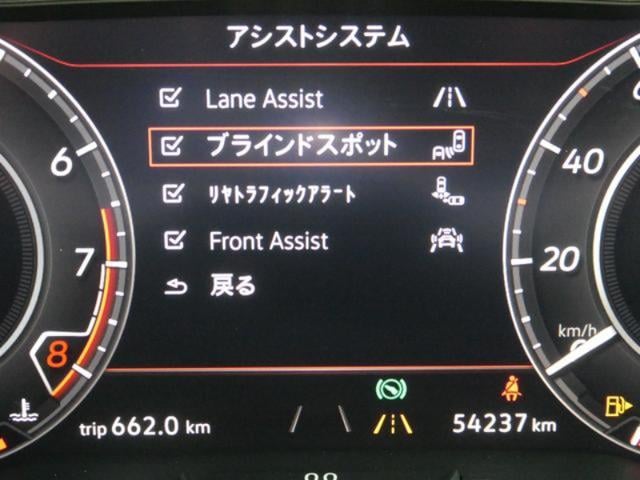 アシストシステム
Lane Assist
ブラインドスポット
ﾘﾔﾄﾗﾌｨｯｸｱﾗｰﾄ
Front Assist
戻る
6
7
8
40
20
km/h
trip 662.0 km
54237 km